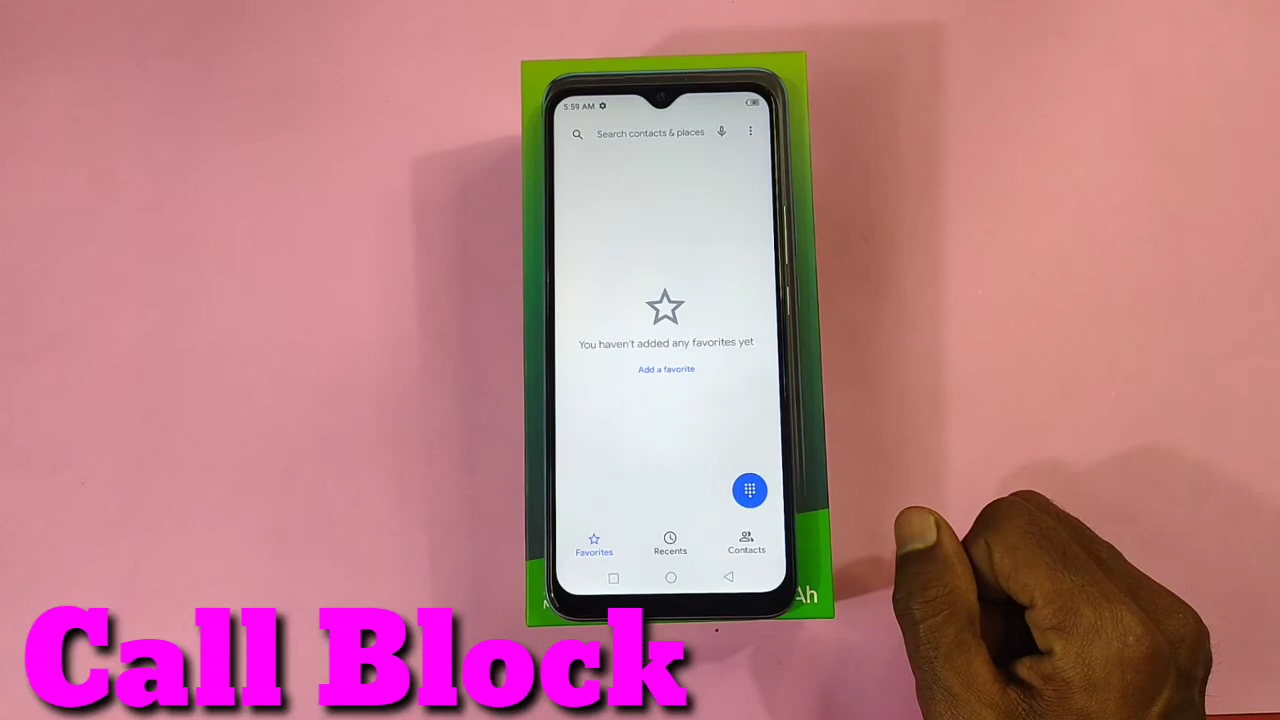 5:59 AM
Search contacts & places
You haven't added any favorites yet
Add a favorite
Favorites
Recents
Contacts
Ah
Call Block